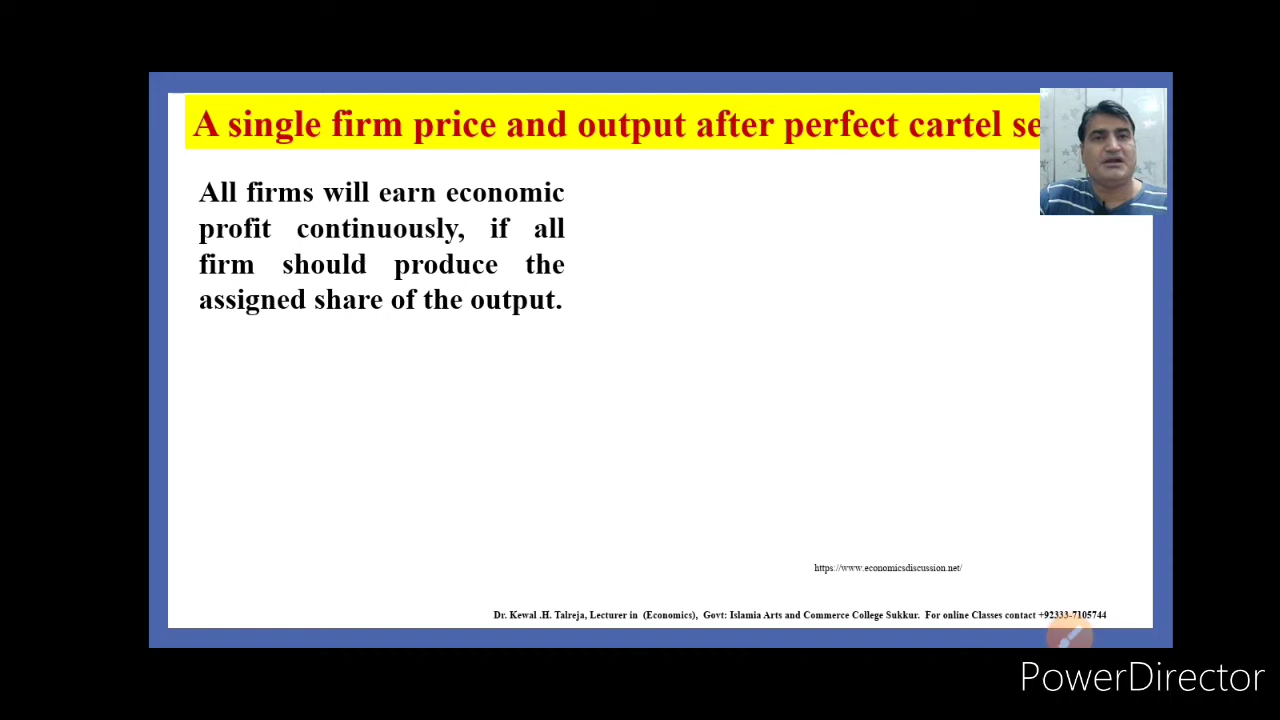 A single firm price and output after perfect cartel se
All firms will earn economic
profit continuously, if all
firm should produce the
assigned share of the output.
https://www.economicsdiscussion.net/
Dr. Kewal .H. Talreja, Lecturer in (Economics), Govt: Islamia Arts and Commerce College Sukkur. For online Classes contact +92333-7105744
PowerDirector